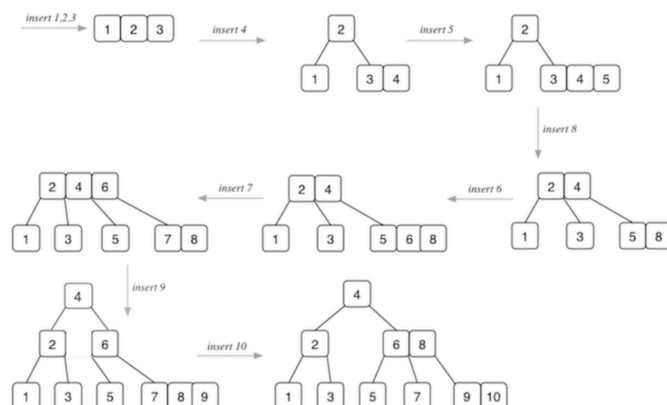 insert 1,2,3
1 2 3
insert 4
2
1 3 4
insert 5
2
1 3 4 5
insert 8
2 4
1 3 5 8
insert 6
2 4
1 3 5 6 8
insert 7
2 4 6
1 3 5 7 8
insert 9
4
2 6
1 3 5 7 8 9
insert 10
4
2 6 8
1 3 5 7 9 10